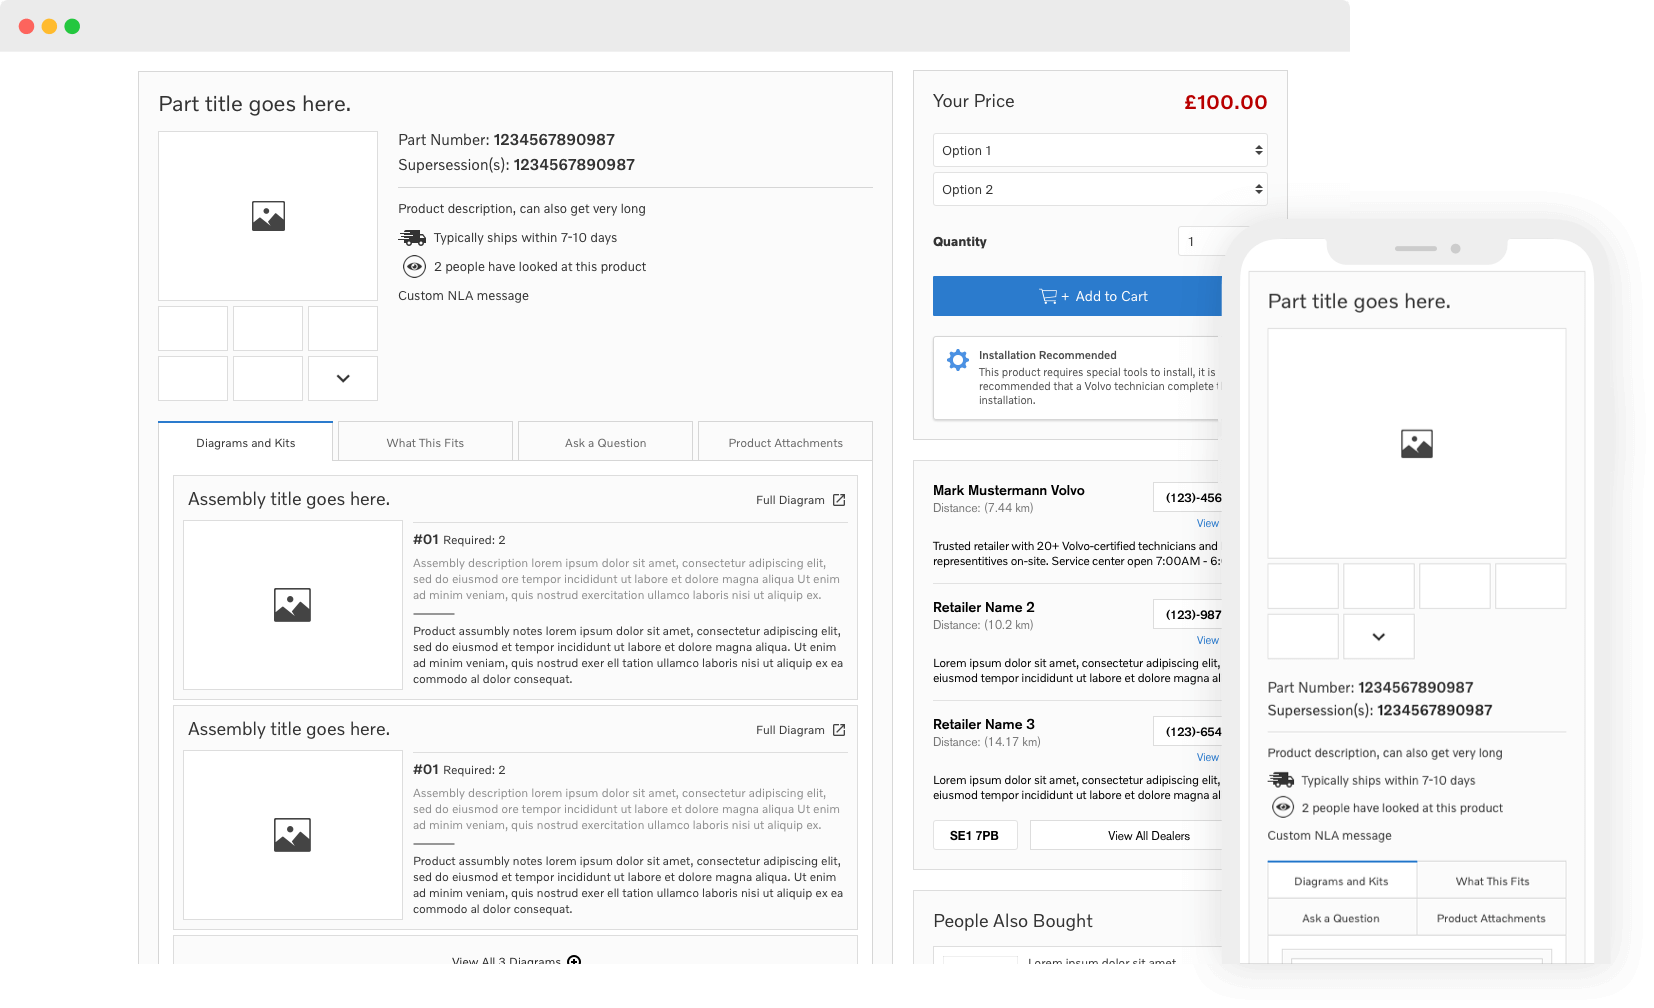 Part title goes here.
Part Number: 1234567890987
Supersession(s): 1234567890987
Product description, can also get very long
Typically ships within 7-10 days
2 people have looked at this product
Custom NLA message
Diagrams and Kits
What This Fits
Ask a Question
Product Attachments
Assembly title goes here.
Full Diagram
#01 Required: 2
Assembly description lorem ipsum dolor sit amet, consectetur adipiscing elit,
sed do eiusmod ore tempor incididunt ut labore et dolore magna aliqua Ut enim
ad minim veniam, quis nostrud exercitation ullamco laboris nisi ut aliquip ex.
Product assumbly notes lorem ipsum dolor sit amet, consectetur adipiscing elit,
sed do eiusmod tempor incididunt ut labore et dolore magna aliqua. Ut enim
ad minim veniam, quis nostrud exer ell tation ullamco laboris nisi ut aliquip ex ea
commodo al dolor consequat.
Assembly title goes here.
Full Diagram
#01 Required: 2
Assembly description lorem ipsum dolor sit amet, consectetur adipiscing elit,
sed do eiusmod ore tempor incididunt ut labore et dolore magna aliqua Ut enim
ad minim veniam, quis nostrud exercitation ullamco laboris nisi ut aliquip ex.
Product assumbly notes lorem ipsum dolor sit amet, consectetur adipiscing elit,
sed do eiusmod tempor incididunt ut labore et dolore magna aliqua. Ut enim
ad minim veniam, quis nostrud exer ell tation ullamco laboris nisi ut aliquip ex ea
commodo al dolor consequat.
View All 3 Diagrams
Your Price
£100.00
Option 1
Option 2
Quantity
1
+ Add to Cart
Installation Recommended
This product requires special tools to install, it is
recommended that a Volvo technician complete
installation.
Mark Mustermann Volvo
(123)-456
Distance: (7.44 km)
View
Trusted retailer with 20+ Volvo-certified technicians and
representitives on-site. Service center open 7:00AM - 6:
Retailer Name 2
(123)-987
Distance: (10.2 km)
View
Lorem ipsum dolor sit amet, consectetur adipiscing elit,
eiusmod tempor incididunt ut labore et dolore magna al
Retailer Name 3
(123)-654
Distance: (14.17 km)
View
Lorem ipsum dolor sit amet, consectetur adipiscing elit,
eiusmod tempor incididunt ut labore et dolore magna al
SE1 7PB
View All Dealers
People Also Bought
Lorem ipsum dolor sit amet
Part title goes here.
Part Number: 1234567890987
Supersession(s): 1234567890987
Product description, can also get very long
Typically ships within 7-10 days
2 people have looked at this product
Custom NLA message
Diagrams and Kits
What This Fits
Ask a Question
Product Attachments